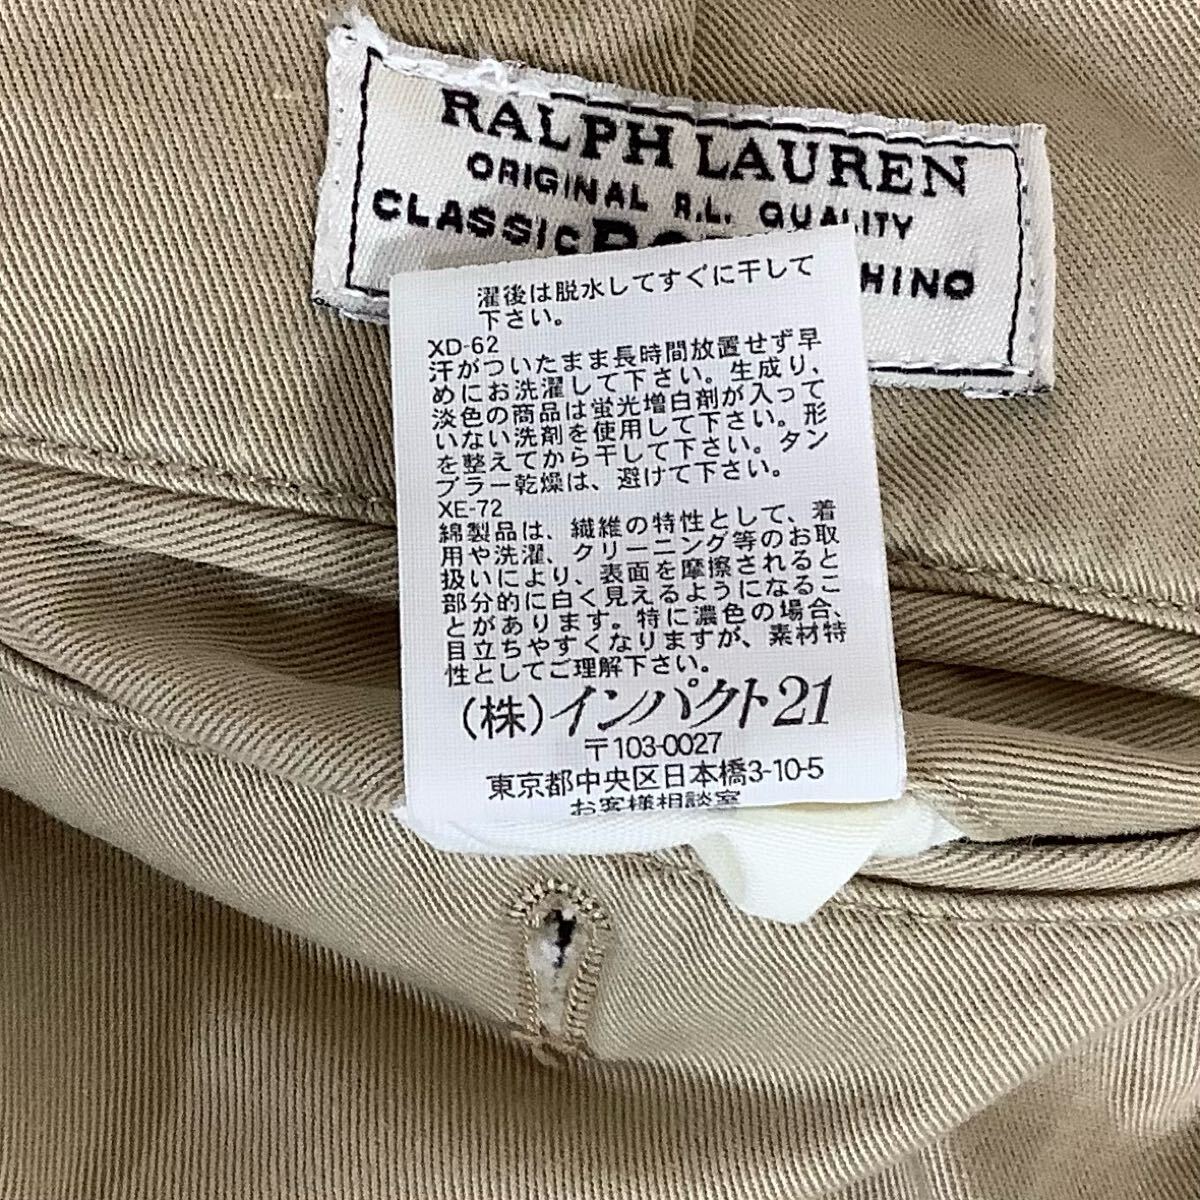 RALPH LAUREN
ORIGINAL R.L. QUALITY
CLASSIC
濯後は脱水してすぐに干して
下さい。
XD-62
汗がついたまま長時間放置せず早
めにお洗濯して下さい。生成り、
淡色の商品は蛍光増白剤が入って
いない洗剤を使用して下さい。形
を整えてから干して下さい。タン
ブラー乾燥は、避けて下さい。
XE-72
綿製品は、繊維の特性として、着
用や洗濯、クリーニング等のお取
扱いにより、表面を摩擦されると
部分的に白く見えるようになるこ
とがあります。特に濃色の場合、
目立ちやすくなりますが、素材特
性としてご理解下さい。
(株)インパクト21
〒103-0027
東京都中央区日本橋3-10-5
お客様相談室